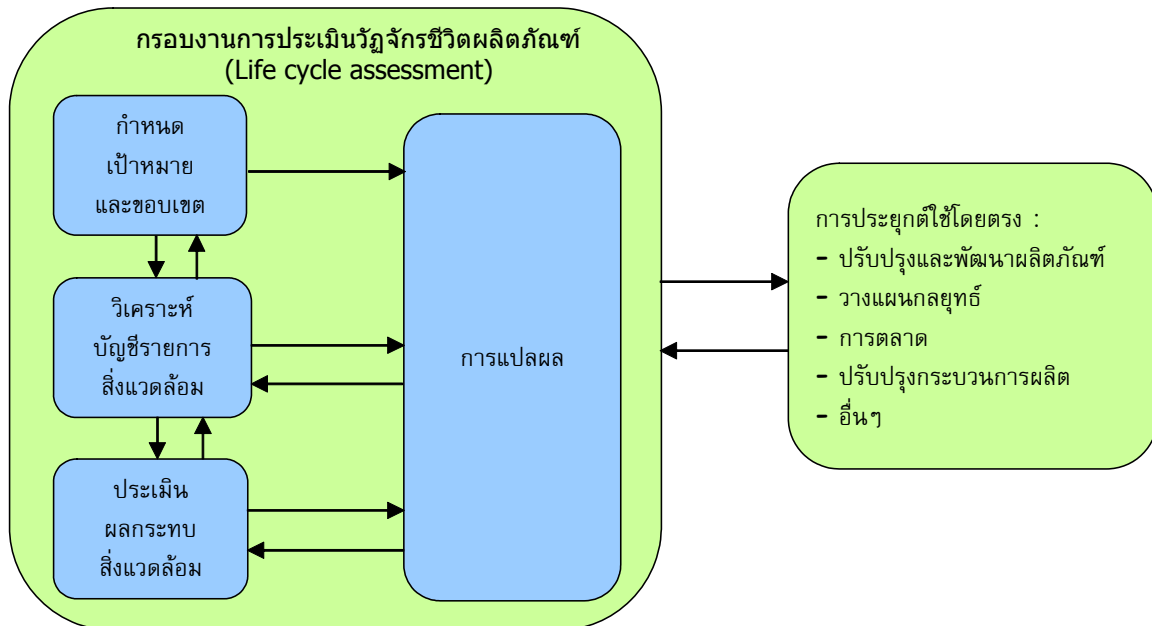 กรอบงานการประเมินวัฏจักรชีวิตผลิตภัณฑ์
(Life cycle assessment)
กำหนด
เป้าหมาย
และขอบเขต
วิเคราะห์
บัญชีรายการ
สิ่งแวดล้อม
ประเมิน
ผลกระทบ
สิ่งแวดล้อม
การแปลผล
การประยุกต์ใช้โดยตรง :
- ปรับปรุงและพัฒนาผลิตภัณฑ์
- วางแผนกลยุทธ์
- การตลาด
- ปรับปรุงกระบวนการผลิต
- อื่นๆ